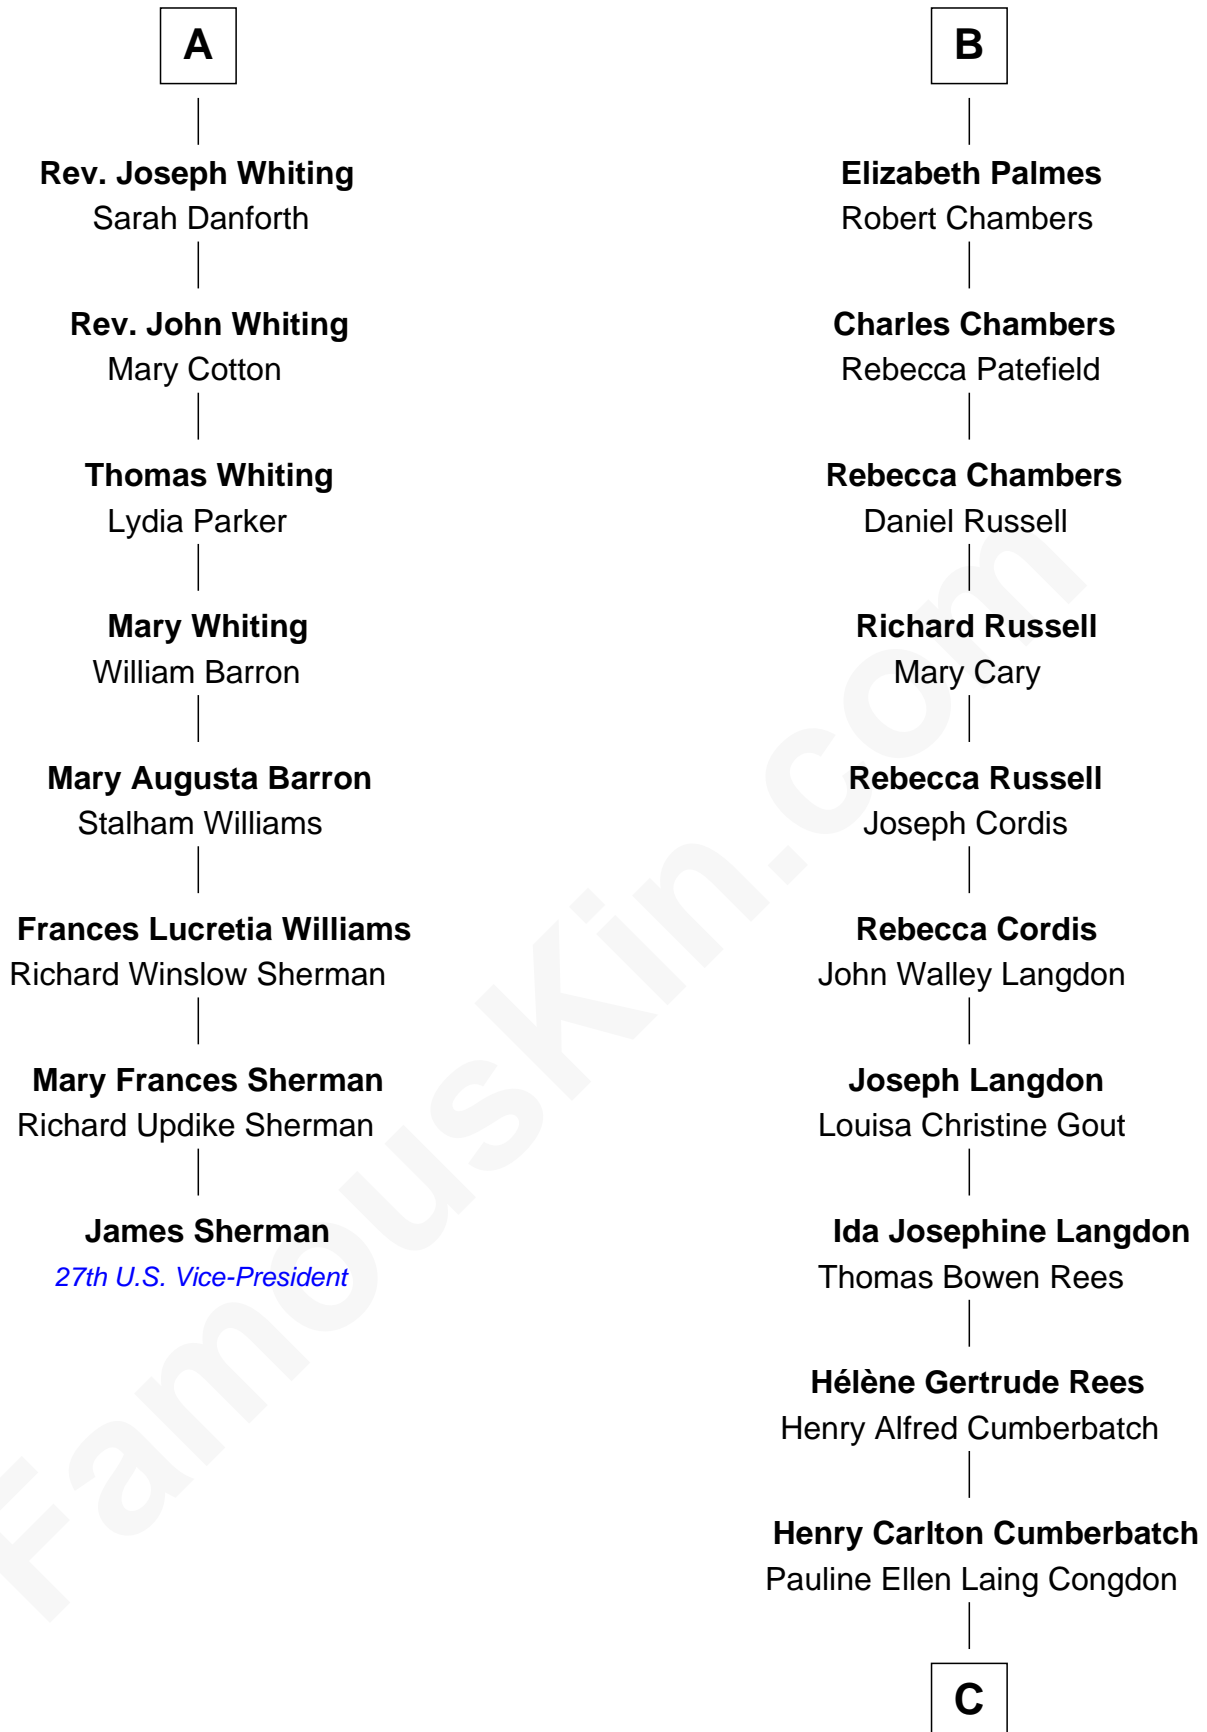 A
Rev. Joseph Whiting
Sarah Danforth
Rev. John Whiting
Mary Cotton
Thomas Whiting
Lydia Parker
Mary Whiting
William Barron
Mary Augusta Barron
Stalham Williams
Frances Lucretia Williams
Richard Winslow Sherman
Mary Frances Sherman
Richard Updike Sherman
James Sherman
27th U.S. Vice-President
B
Elizabeth Palmes
Robert Chambers
Charles Chambers
Rebecca Patefield
Rebecca Chambers
Daniel Russell
Richard Russell
Mary Cary
Rebecca Russell
Joseph Cordis
Rebecca Cordis
John Walley Langdon
Joseph Langdon
Louisa Christine Gout
Ida Josephine Langdon
Thomas Bowen Rees
Hélène Gertrude Rees
Henry Alfred Cumberbatch
Henry Carlton Cumberbatch
Pauline Ellen Laing Congdon
C
FamousKin.com